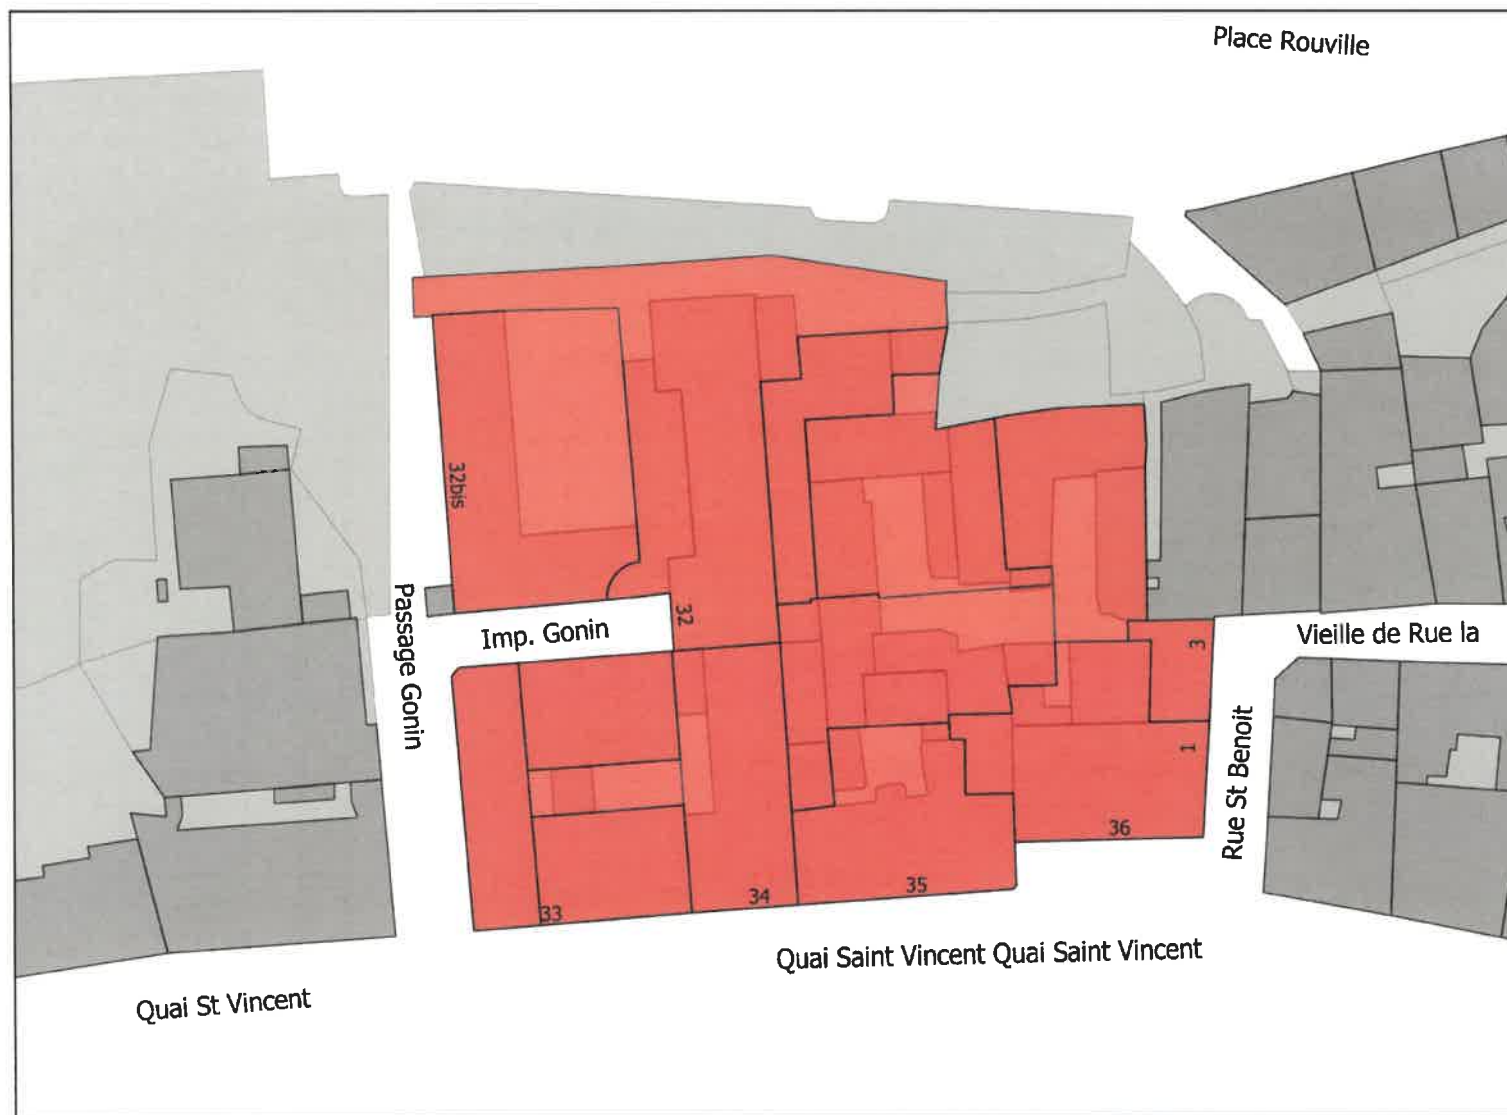 Place Rouville
32bis
Passage Gonin
Imp. Gonin
32
Vieille de Rue la
3
1
Rue St Benoit
36
35
34
33
Quai Saint Vincent Quai Saint Vincent
Quai St Vincent